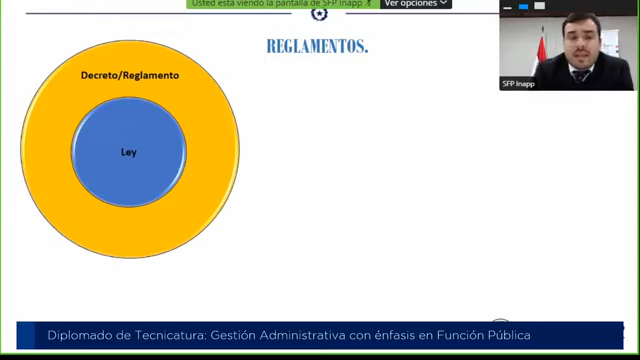 Usted está viendo la pantalla de SFP Inapp
Ver opciones
REGLAMENTOS.
SFP Inapp
Decreto/Reglamento
Ley
Diplomado de Tecnicatura: Gestión Administrativa con énfasis en Función Pública